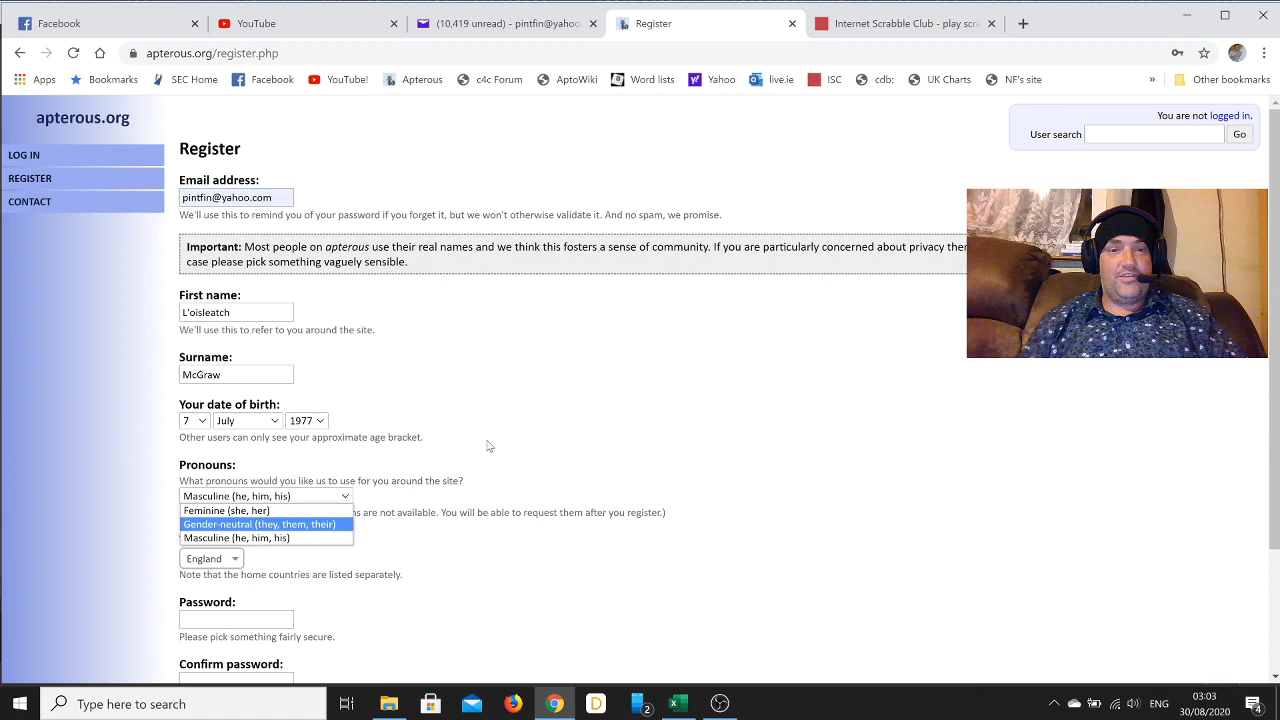 Facebook
YouTube
(10,419 unread) - pintfin@yahoo
Register
Internet Scrabble Club - play scra
apterous.org/register.php
Apps
Bookmarks
SEC Home
Facebook
YouTube!
Apterous
c4c Forum
AptoWiki
Word lists
Yahoo
live.ie
ISC
cdb:
UK Charts
NF's site
»
Other bookmarks
apterous.org
LOG IN
REGISTER
CONTACT
You are not logged in.
User search
Go
Register
Email address:
pintfin@yahoo.com
We'll use this to remind you of your password if you forget it, but we won't otherwise validate it. And no spam, we promise.
Important: Most people on apterous use their real names and we think this fosters a sense of community. If you are particularly concerned about privacy then
case please pick something vaguely sensible.
First name:
L'oisleatch
We'll use this to refer to you around the site.
Surname:
McGraw
Your date of birth:
7 July 1977
Other users can only see your approximate age bracket.
Pronouns:
What pronouns would you like us to use for you around the site?
Masculine (he, him, his)
Feminine (she, her)
ns are not available. You will be able to request them after you register.)
Gender-neutral (they, them, their)
Masculine (he, him, his)
England
Note that the home countries are listed separately.
Password:
Please pick something fairly secure.
Confirm password:
Type here to search
D
2
ENG
03:03
30/08/2020
4